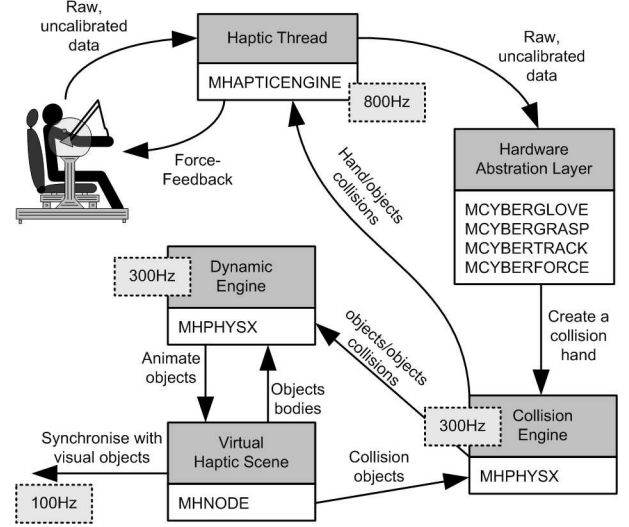 Raw,
uncalibrated
data
Haptic Thread
MHAPTICENGINE
800Hz
Raw,
uncalibrated
data
Force-
Feedback
Hand/objects
collisions
Hardware
Abstration Layer
MCYBERGLOVE
MCYBERGRASP
MCYBERTRACK
MCYBERFORCE
300Hz
Dynamic
Engine
MHPHYSX
objects/objects
collisions
Create a
collision
hand
Animate
objects
Objects
bodies
300Hz
Collision
Engine
MHPHYSX
Synchronise with
visual objects
100Hz
Virtual
Haptic Scene
MHNODE
Collision
objects